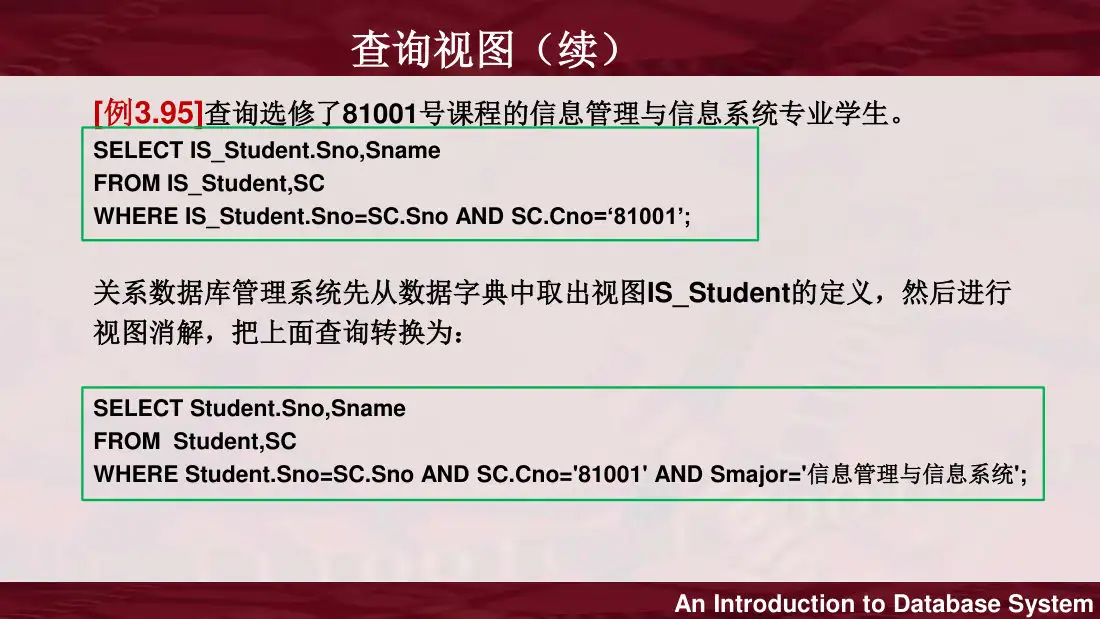 查询视图（续）
[例3.95]查询选修了81001号课程的信息管理与信息系统专业学生。
SELECT IS_Student.Sno,Sname
FROM IS_Student,SC
WHERE IS_Student.Sno=SC.Sno AND SC.Cno=‘81001’;
关系数据库管理系统先从数据字典中取出视图IS_Student的定义，然后进行
视图消解，把上面查询转换为：
SELECT Student.Sno,Sname
FROM  Student,SC
WHERE Student.Sno=SC.Sno AND SC.Cno='81001' AND Smajor='信息管理与信息系统';
An Introduction to Database System